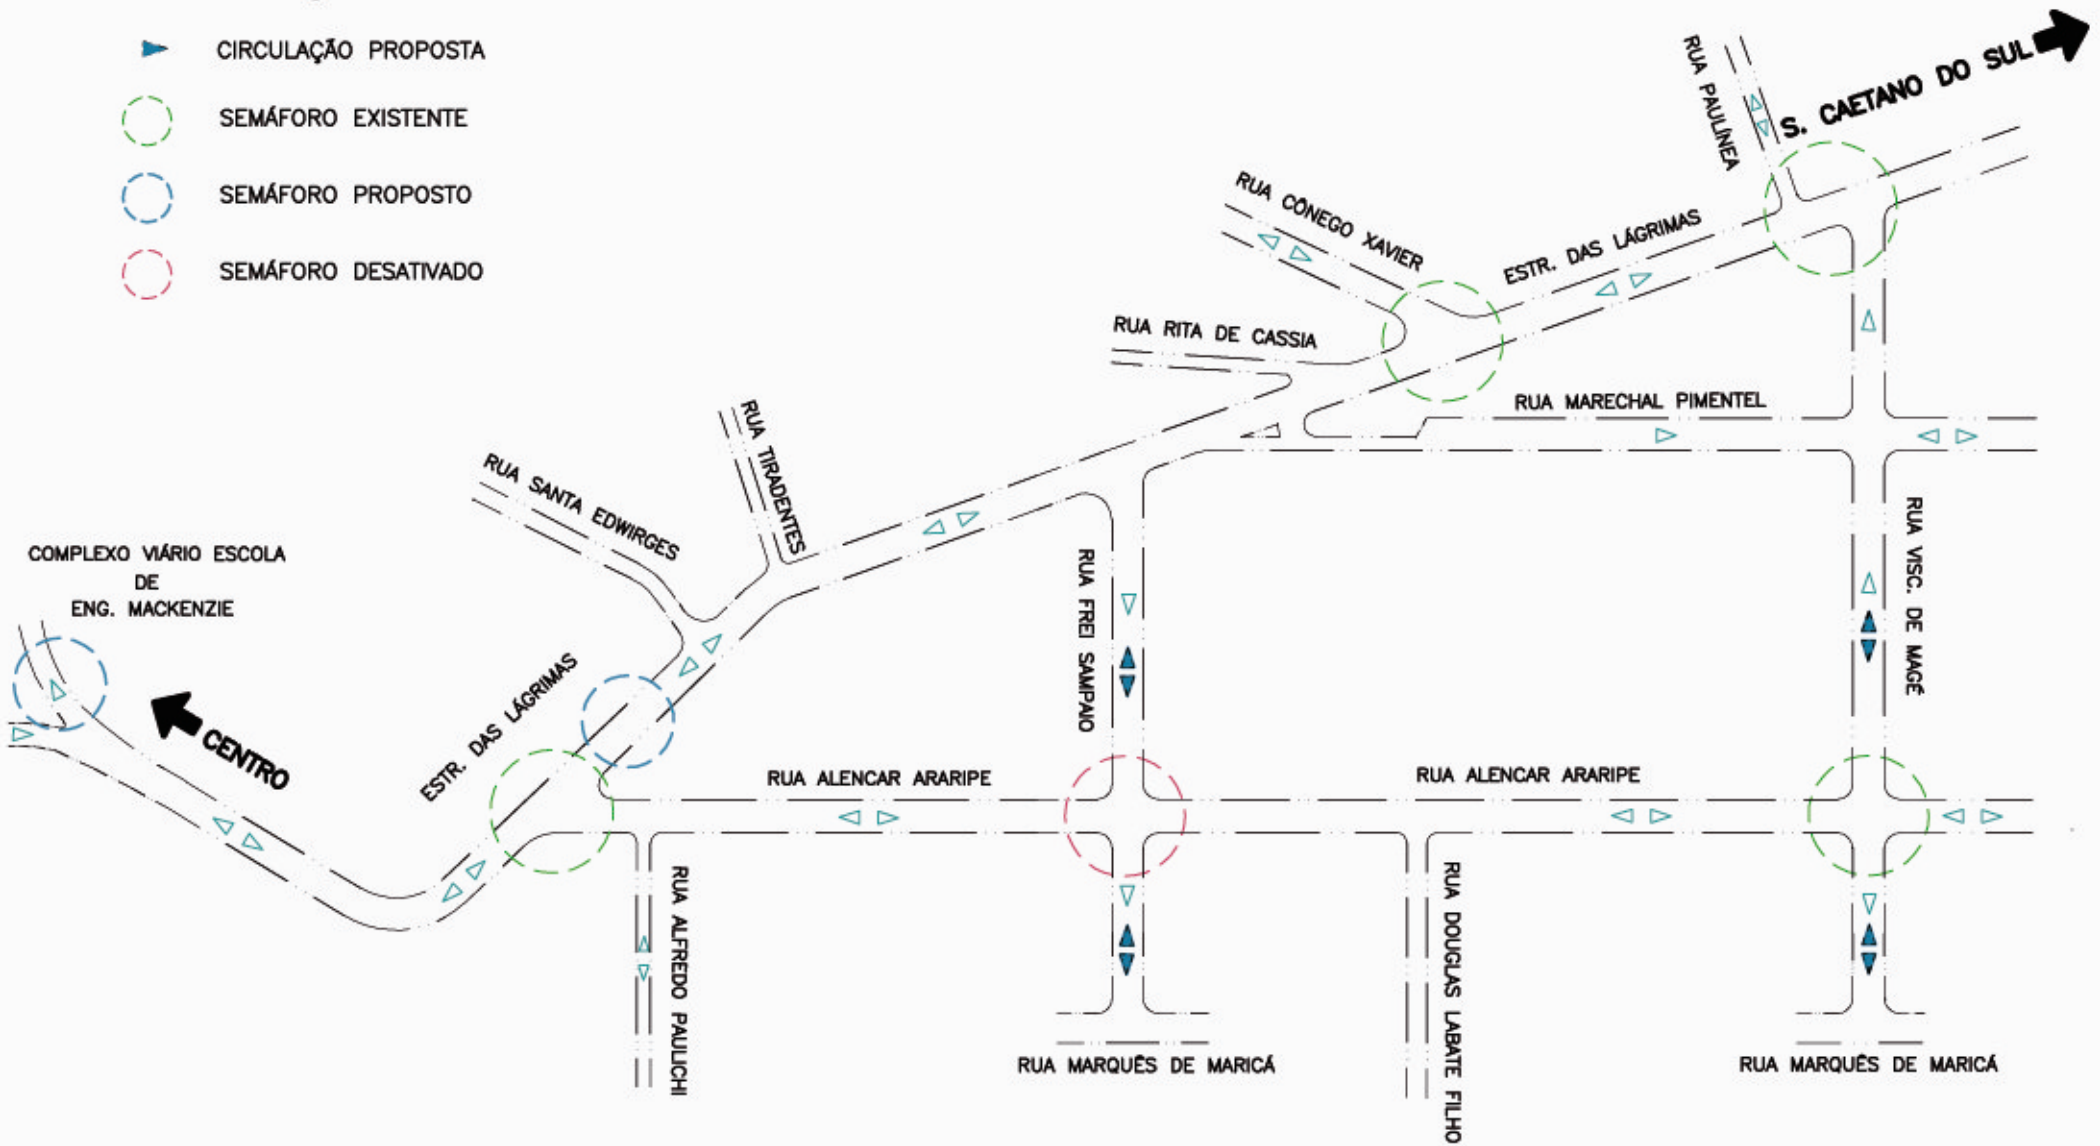 CIRCULAÇÃO PROPOSTA
SEMÁFORO EXISTENTE
SEMÁFORO PROPOSTO
SEMÁFORO DESATIVADO
RUA PAULÍNEA
S. CAETANO DO SUL
RUA CÔNEGO XAVIER
ESTR. DAS LÁGRIMAS
RUA RITA DE CASSIA
RUA MARECHAL PIMENTEL
RUA TIRADENTES
RUA SANTA EDWIRGES
COMPLEXO VIÁRIO ESCOLA
DE
ENG. MACKENZIE
RUA FREI SAMPAIO
RUA VISC. DE MAGÉ
ESTR. DAS LÁGRIMAS
CENTRO
RUA ALENCAR ARARIPE
RUA ALENCAR ARARIPE
RUA ALFREDO PAULICHI
RUA DOUGLAS LABATE FILHO
RUA MARQUÊS DE MARICÁ
RUA MARQUÊS DE MARICÁ